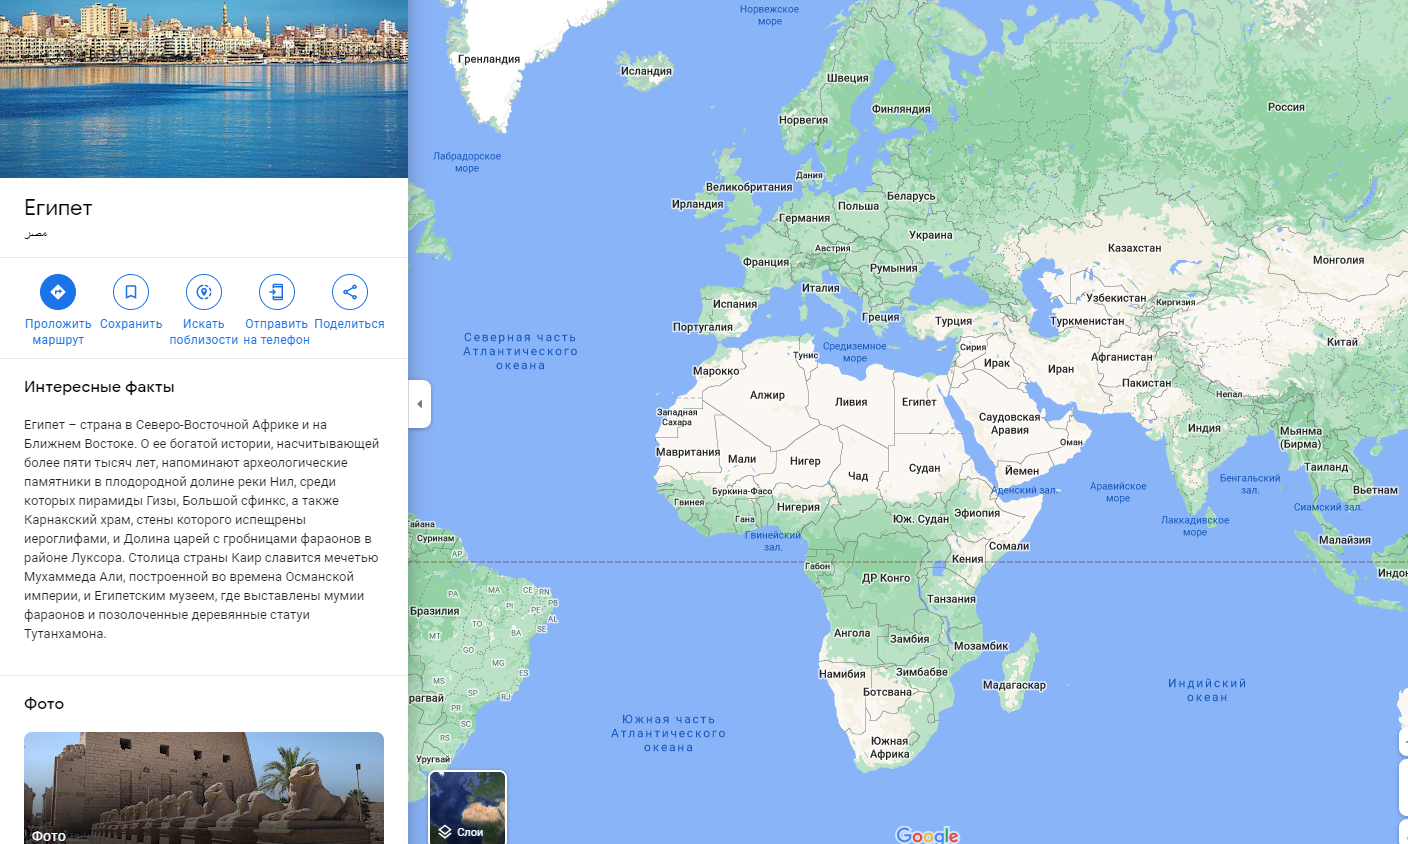 Египет
مصر
Проложить
маршрут
Сохранить
Искать
поблизости
Отправить
на телефон
Поделиться
Интересные факты
Египет – страна в Северо-Восточной Африке и на
Ближнем Востоке. О ее богатой истории, насчитывающей
более пяти тысяч лет, напоминают археологические
памятники в плодородной долине реки Нил, среди
которых пирамиды Гизы, Большой сфинкс, а также
Карнакский храм, стены которого испещрены
иероглифами, и Долина царей с гробницами фараонов в
районе Луксора. Столица страны Каир славится мечетью
Мухаммеда Али, построенной во времена Османской
империи, и Египетским музеем, где выставлены мумии
фараонов и позолоченные деревянные статуи
Тутанхамона.
Фото
Фото
Норвежское
море
Гренландия
Исландия
Швеция
Финляндия
Норвегия
Россия
Лабрадорское
море
Дания
Великобритания
Ирландия
Беларусь
Польша
Германия
Украина
Австрия
Казахстан
Франция
Румыния
Монголия
Италия
Испания
Узбекистан
Киргизия
Греция
Турция
Туркменистан
Португалия
Северная часть
Атлантического
океана
Средиземное
море
Тунис
Сирия
Китай
Афганистан
Ирак
Иран
Марокко
Пакистан
Непал
Алжир
Ливия
Египет
Саудовская
Аравия
Западная
Сахара
Индия
Мьянма
(Бирма)
Оман
Мавритания
Мали
Нигер
Судан
Чад
Йемен
Таиланд
Бенгальский
зал.
Аденский зал.
Аравийское
море
Буркина-Фасо
Вьетнам
Гвинея
Нигерия
Сиамский зал.
Гана
Юж. Судан
Эфиопия
Лаккадивское
море
Гвинейский
зал.
Гайана
Суринам
Сомали
Малайзия
AP
Кения
Габон
ДР Конго
Индон
PA
MA
CE
RN
PB
PI
PE
AL
Бразилия
TO
BA
SE
Танзания
MT
Ангола
Замбия
Мозамбик
GO
MG
ES
Намибия
Зимбабве
Мадагаскар
MS
SP
RJ
Ботсвана
Индийский
океан
рагвай
PR
SC
Южная часть
Атлантического
океана
RS
Южная
Африка
Уругвай
Слои
Google